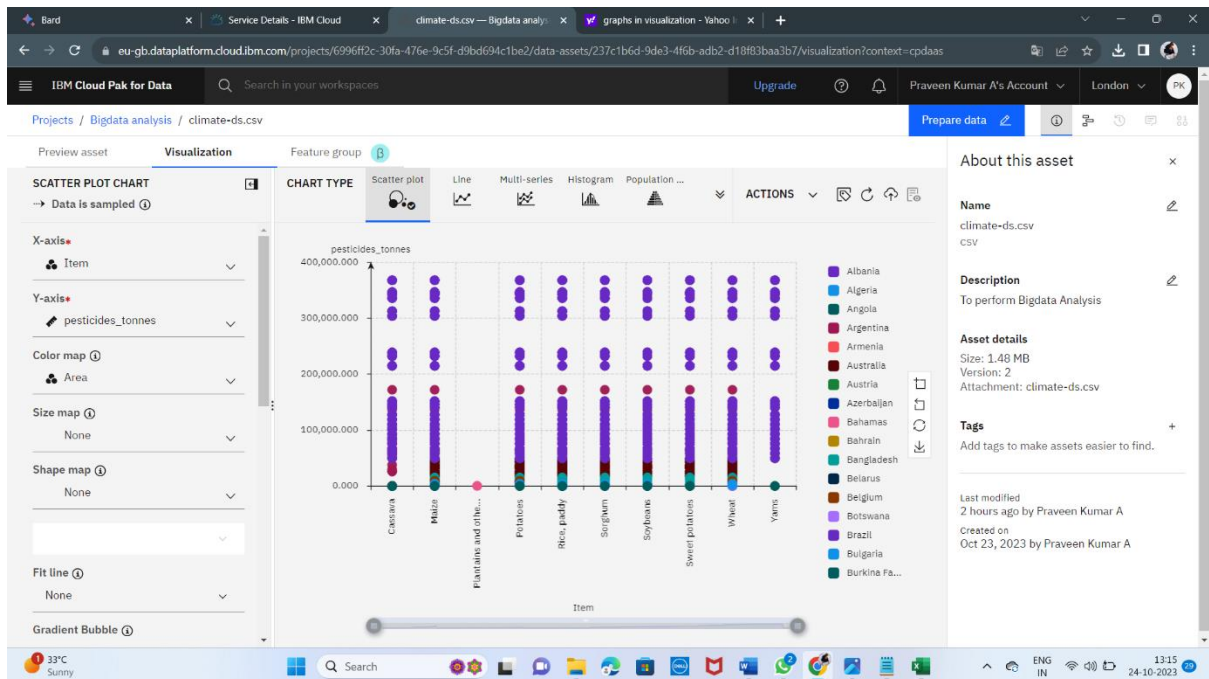 Bard
Service Details - IBM Cloud
climate-ds.csv — Bigdata analys
graphs in visualization - Yahoo I
eu-gb.dataplatform.cloud.ibm.com/projects/6996ff2c-30fa-476e-9c5f-d9bd694c1be2/data-assets/237c1b6d-9de3-4f6b-adb2-d18f83baa3b7/visualization?context=cpdaas
IBM Cloud Pak for Data
Search in your workspaces
Upgrade
Praveen Kumar A's Account
London
PK
Projects / Bigdata analysis / climate-ds.csv
Prepare data
Preview asset
Visualization
Feature group β
SCATTER PLOT CHART
Data is sampled
X-axis*
Item
Y-axis*
pesticides_tonnes
Color map
Area
Size map
None
Shape map
None
Fit line
None
Gradient Bubble
CHART TYPE
Scatter plot
Line
Multi-series
Histogram
Population ...
ACTIONS
pesticides_tonnes
400,000.000
300,000.000
200,000.000
100,000.000
0.000
Cassava
Maize
Plantains and othe...
Potatoes
Rice, paddy
Sorghum
Soybeans
Sweet potatoes
Wheat
Yams
Item
Albania
Algeria
Angola
Argentina
Armenia
Australia
Austria
Azerbaijan
Bahamas
Bahrain
Bangladesh
Belarus
Belgium
Botswana
Brazil
Bulgaria
Burkina Fa...
About this asset
Name
climate-ds.csv
CSV
Description
To perform Bigdata Analysis
Asset details
Size: 1.48 MB
Version: 2
Attachment: climate-ds.csv
Tags
Add tags to make assets easier to find.
Last modified
2 hours ago by Praveen Kumar A
Created on
Oct 23, 2023 by Praveen Kumar A
1
33°C
Sunny
Search
ENG
IN
13:15
24-10-2023
29